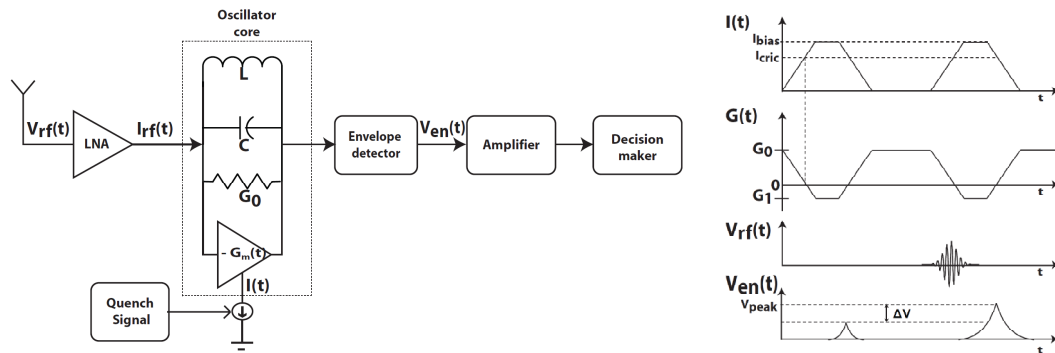 Oscillator
core
L
C
G0
- Gm(t)
I(t)
Vrf(t)
LNA
Irf(t)
Envelope
detector
Ven(t)
Amplifier
Decision
maker
Quench
Signal
I(t)
Ibias
Icric
t
G(t)
G0
0
G1
t
Vrf(t)
t
Ven(t)
Vpeak
ΔV
t